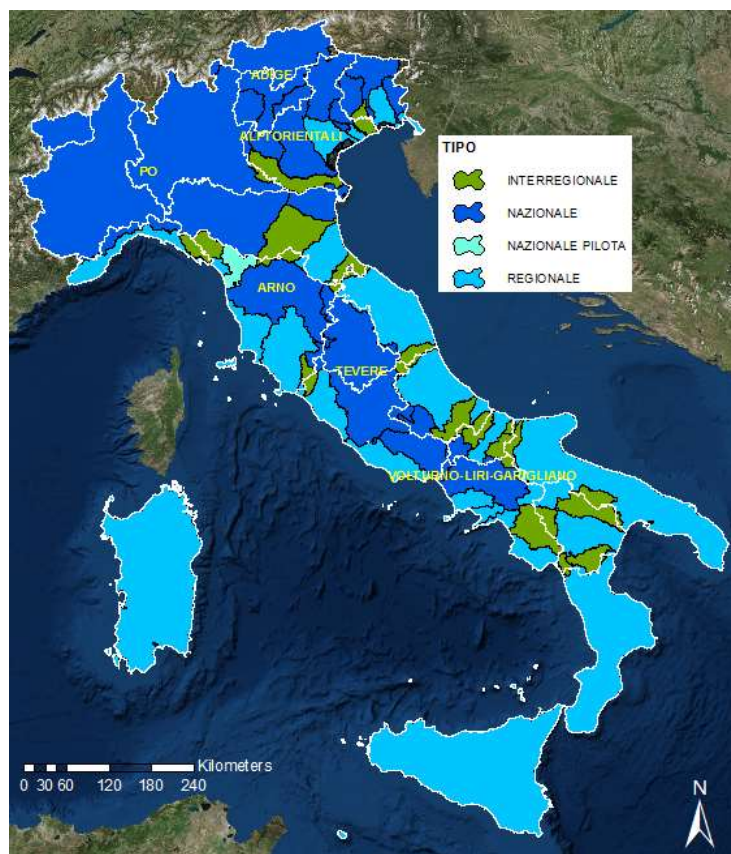 ADIGE
ALPI ORIENTALI
PO
TIPO
INTERREGIONALE
NAZIONALE
NAZIONALE PILOTA
REGIONALE
ARNO
TEVERE
VOLTURNO-LIRI-GARIGLIANO
Kilometers
0 30 60 120 180 240
N